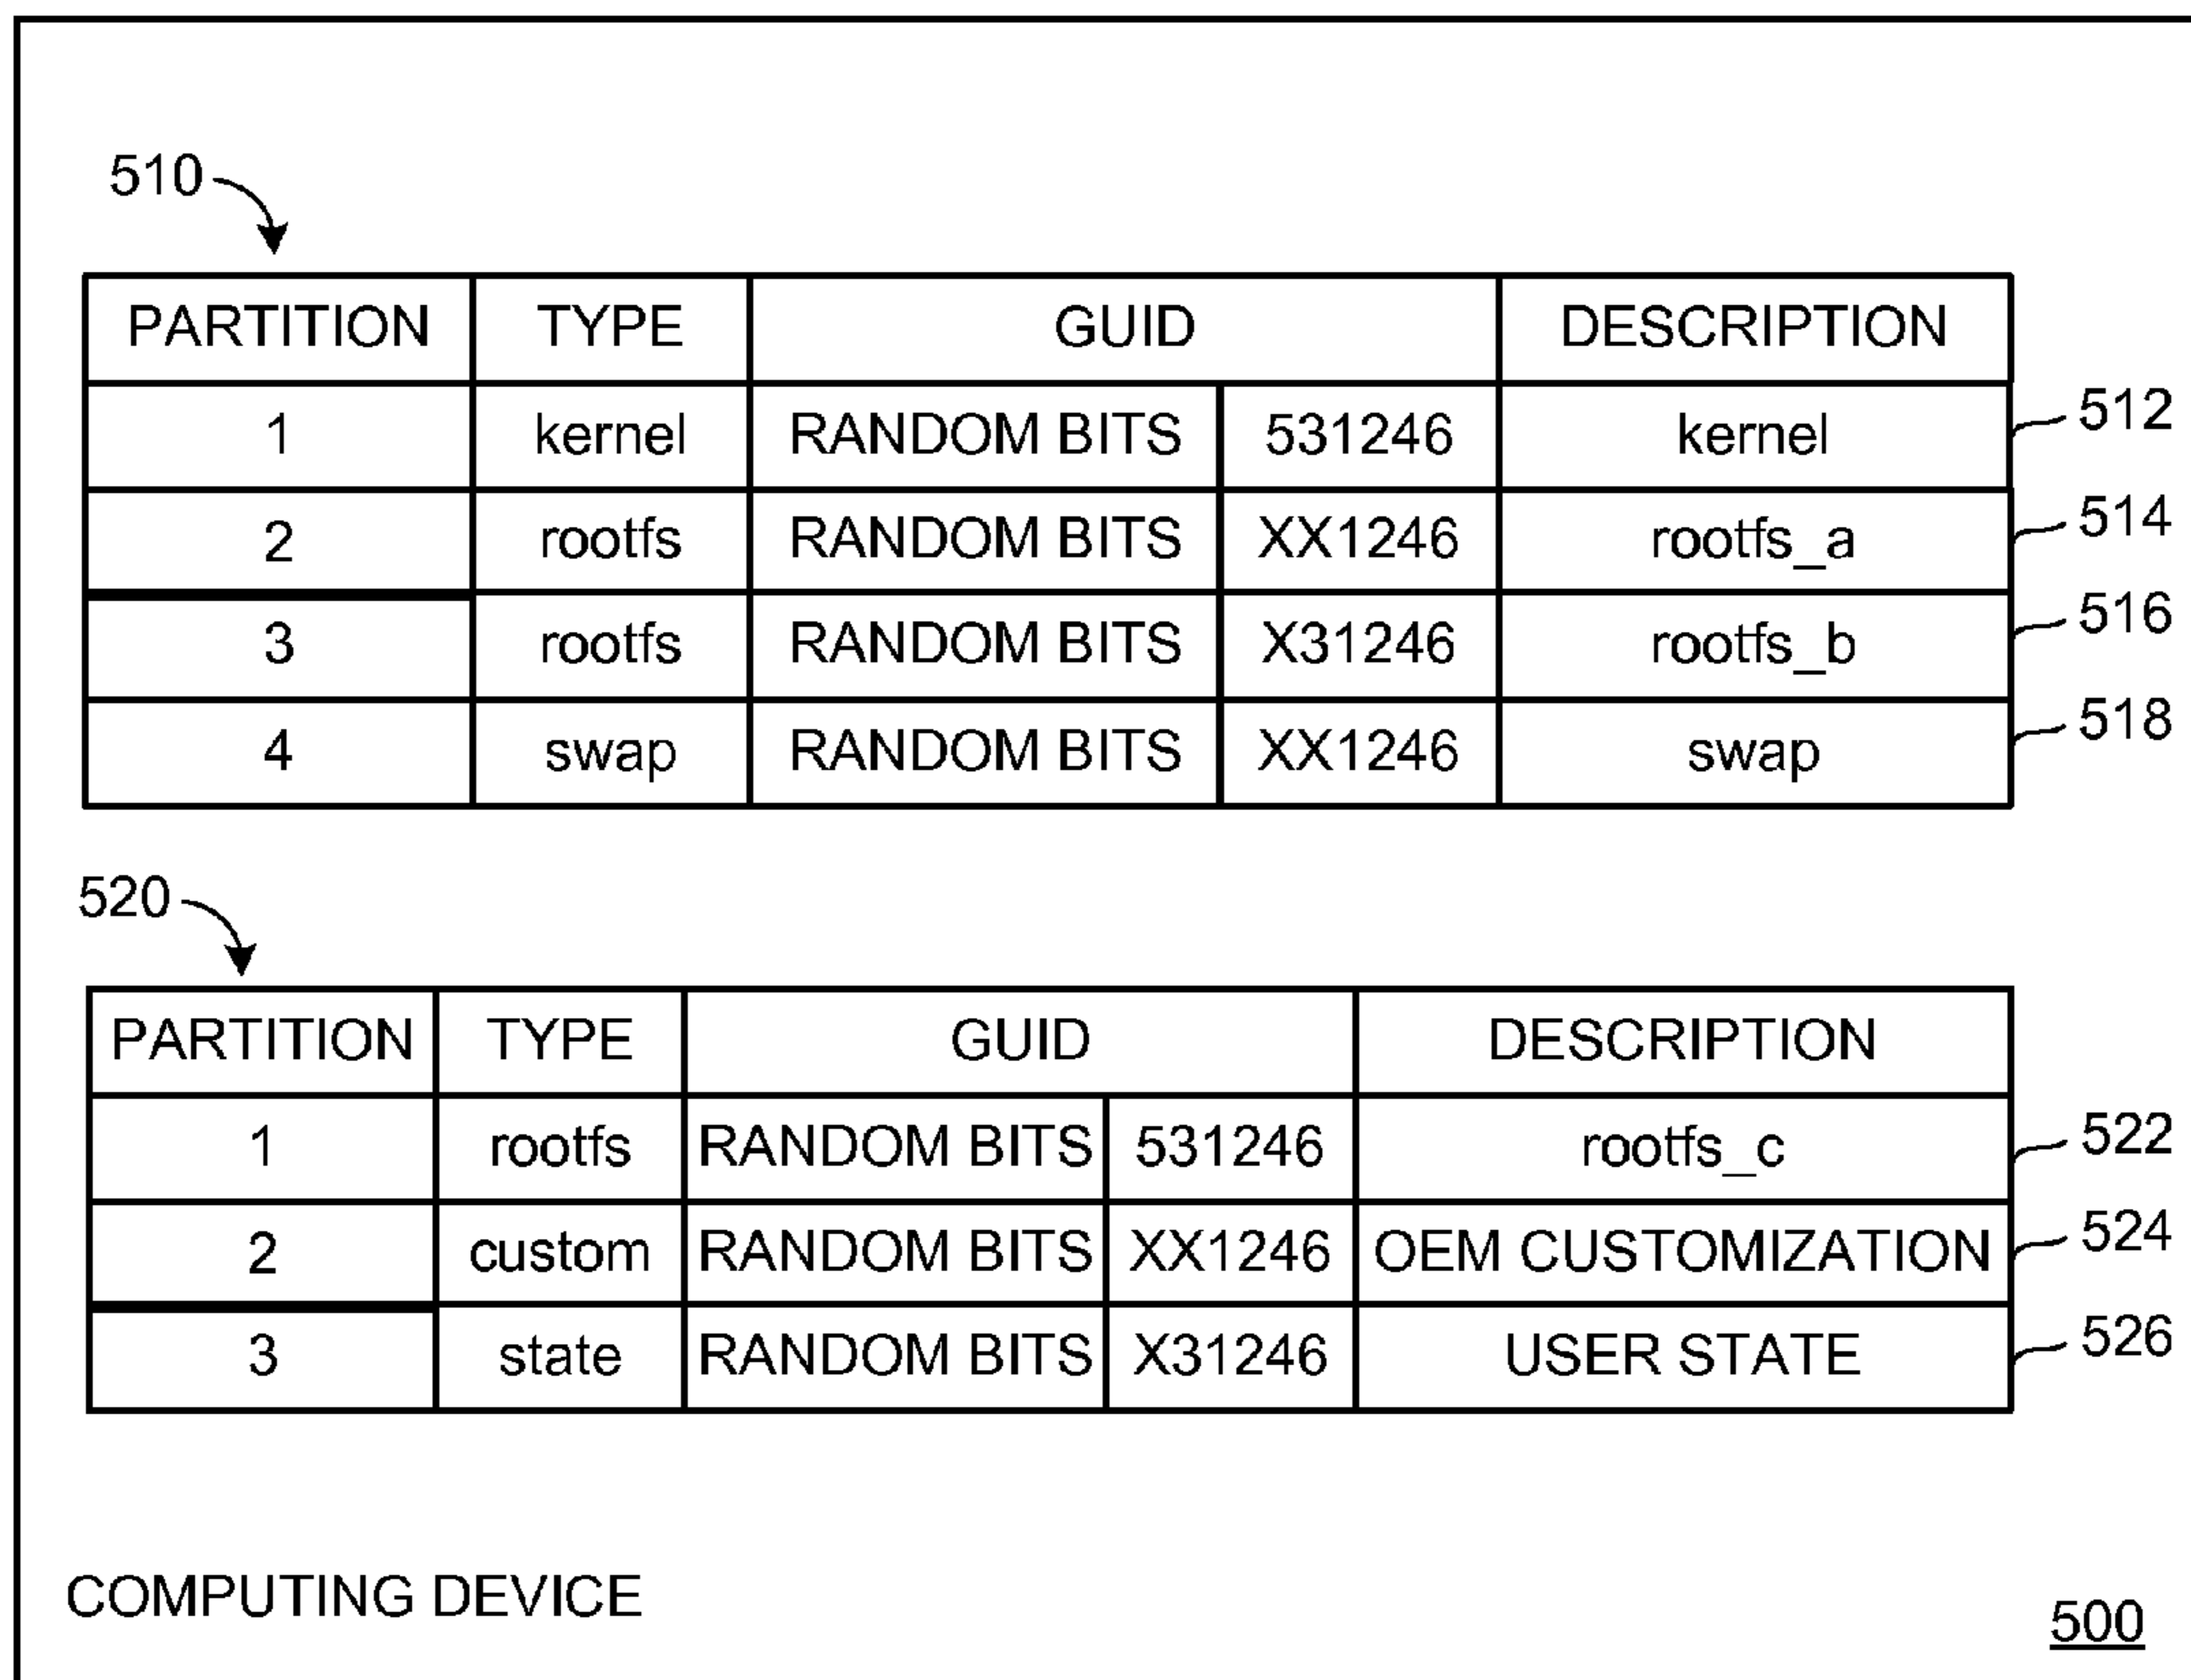 510
PARTITION TYPE GUID DESCRIPTION
1 kernel RANDOM BITS 531246 kernel 512
2 rootfs RANDOM BITS XX1246 rootfs_a 514
3 rootfs RANDOM BITS X31246 rootfs_b 516
4 swap RANDOM BITS XX1246 swap 518
520
PARTITION TYPE GUID DESCRIPTION
1 rootfs RANDOM BITS 531246 rootfs_c 522
2 custom RANDOM BITS XX1246 OEM CUSTOMIZATION 524
3 state RANDOM BITS X31246 USER STATE 526
COMPUTING DEVICE 500